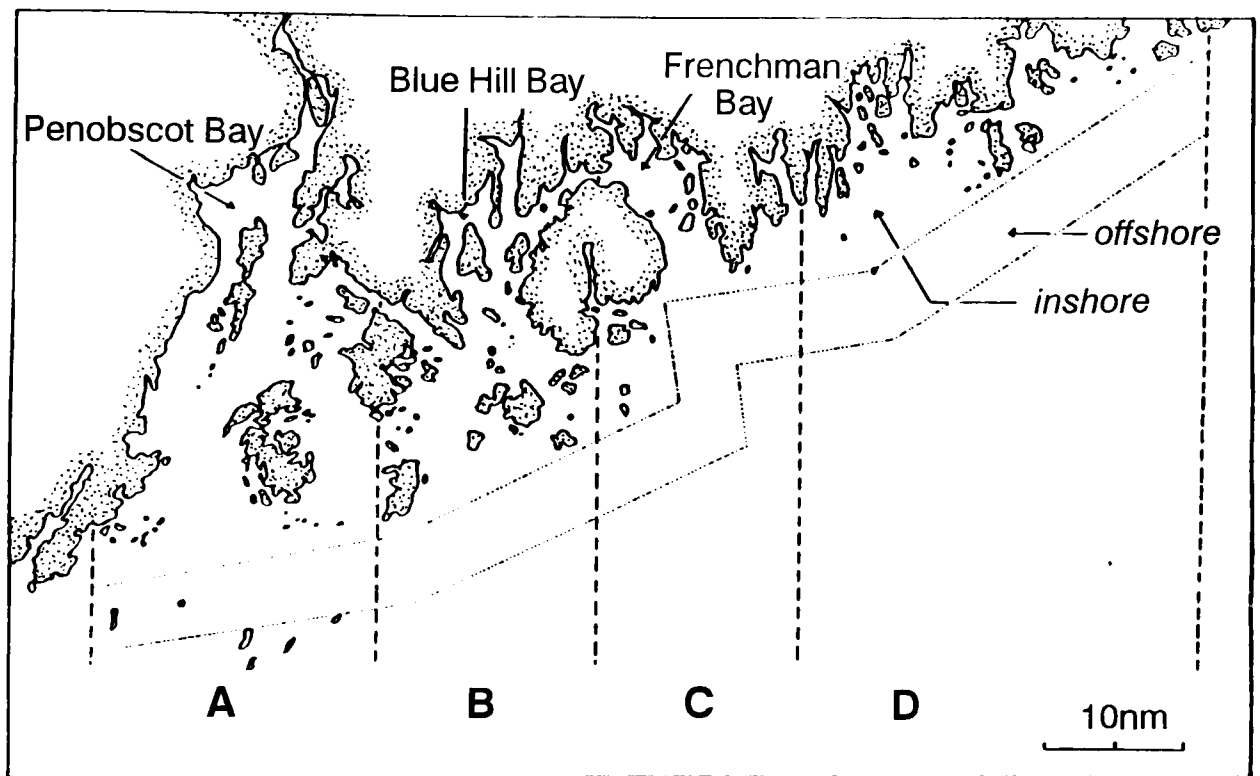 Penobscot Bay
Blue Hill Bay
Frenchman
Bay
offshore
inshore
A
B
C
D
10nm